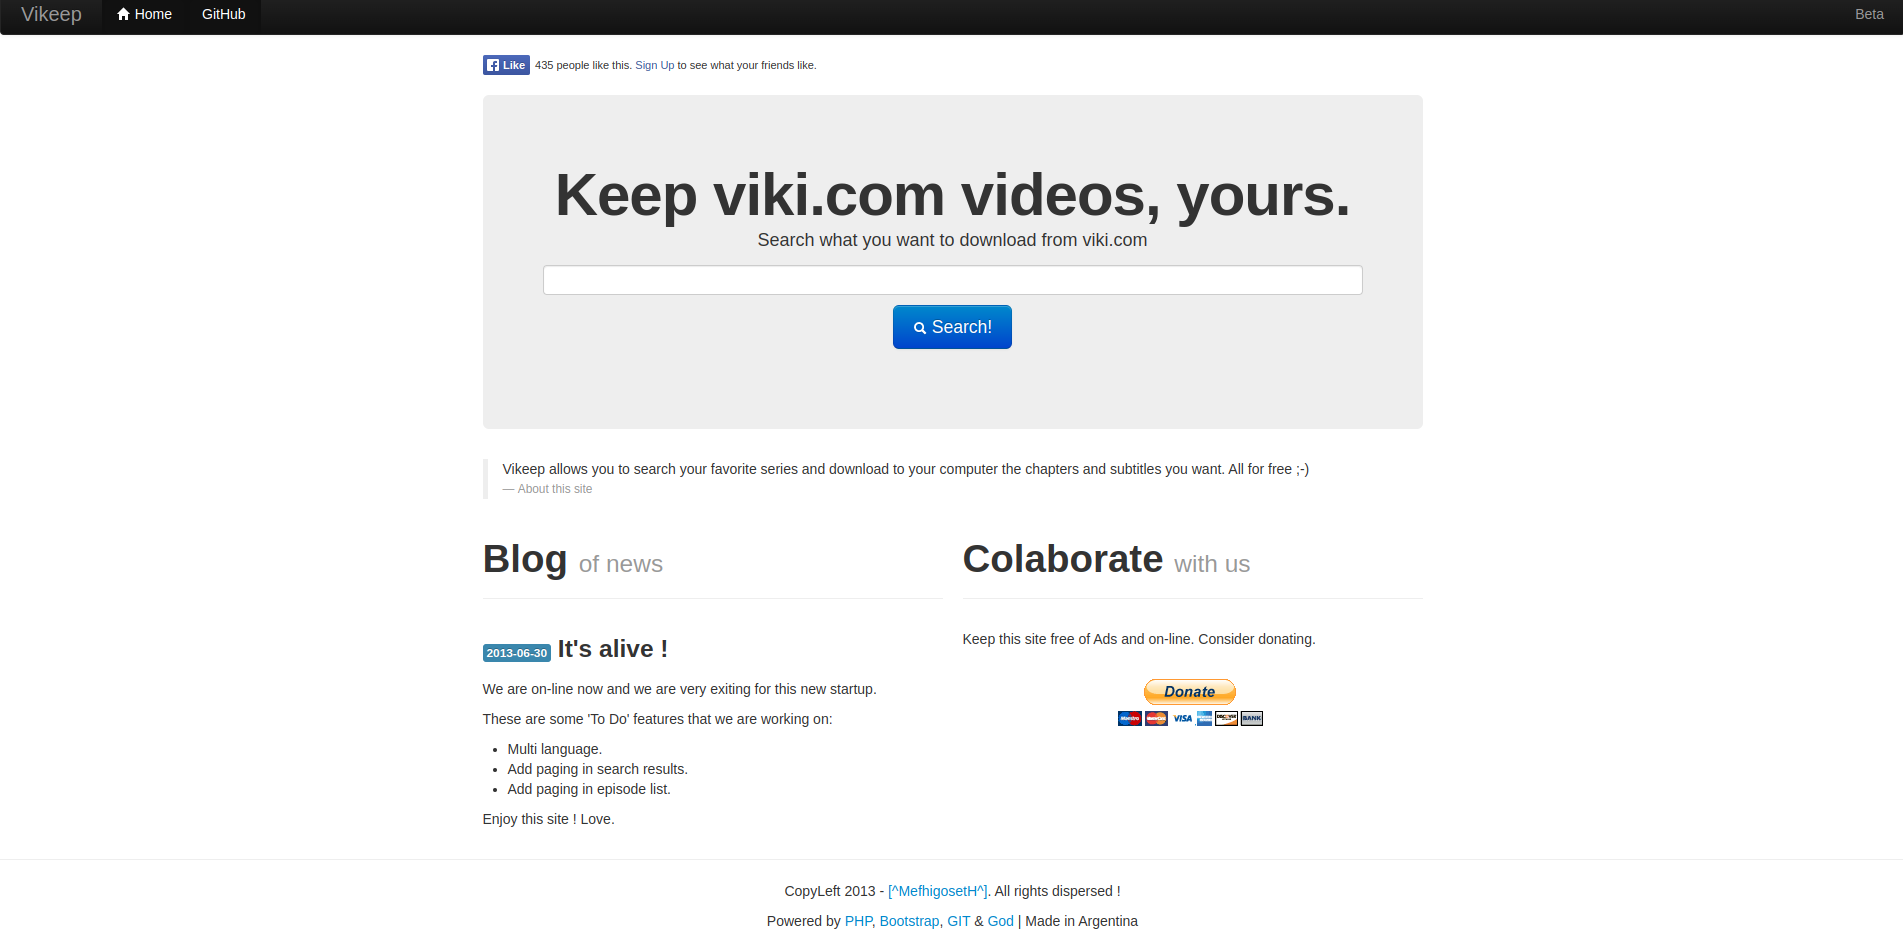 Vikeep Home GitHub Beta
Like 435 people like this. Sign Up to see what your friends like.
Keep viki.com videos, yours.
Search what you want to download from viki.com
Search!
Vikeep allows you to search your favorite series and download to your computer the chapters and subtitles you want. All for free ;-)
— About this site
Blog of news
Colaborate with us
2013-06-30 It's alive !
We are on-line now and we are very exiting for this new startup.
These are some 'To Do' features that we are working on:
• Multi language.
• Add paging in search results.
• Add paging in episode list.
Enjoy this site ! Love.
Keep this site free of Ads and on-line. Consider donating.
Donate
Maestro MasterCard VISA DISCOVER BANK
CopyLeft 2013 - [^MefhigosetH^]. All rights dispersed !
Powered by PHP, Bootstrap, GIT & God | Made in Argentina